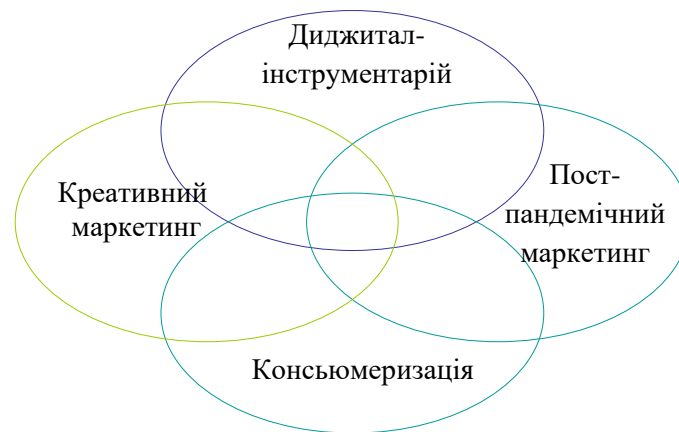 Диджитал-
інструментарій
Креативний
маркетинг
Пост-
пандемічний
маркетинг
Консьюмеризація